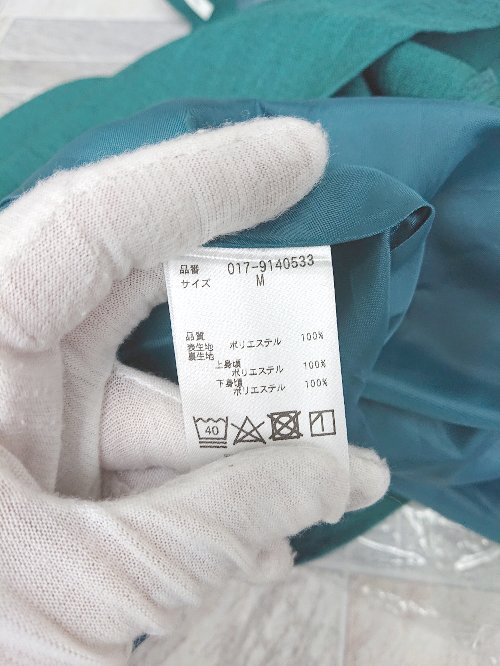 品番 017-9140533
サイズ M
品質
表生地 ポリエステル 100%
裏生地
上身頃
ポリエステル 100%
下身頃
ポリエステル 100%
40